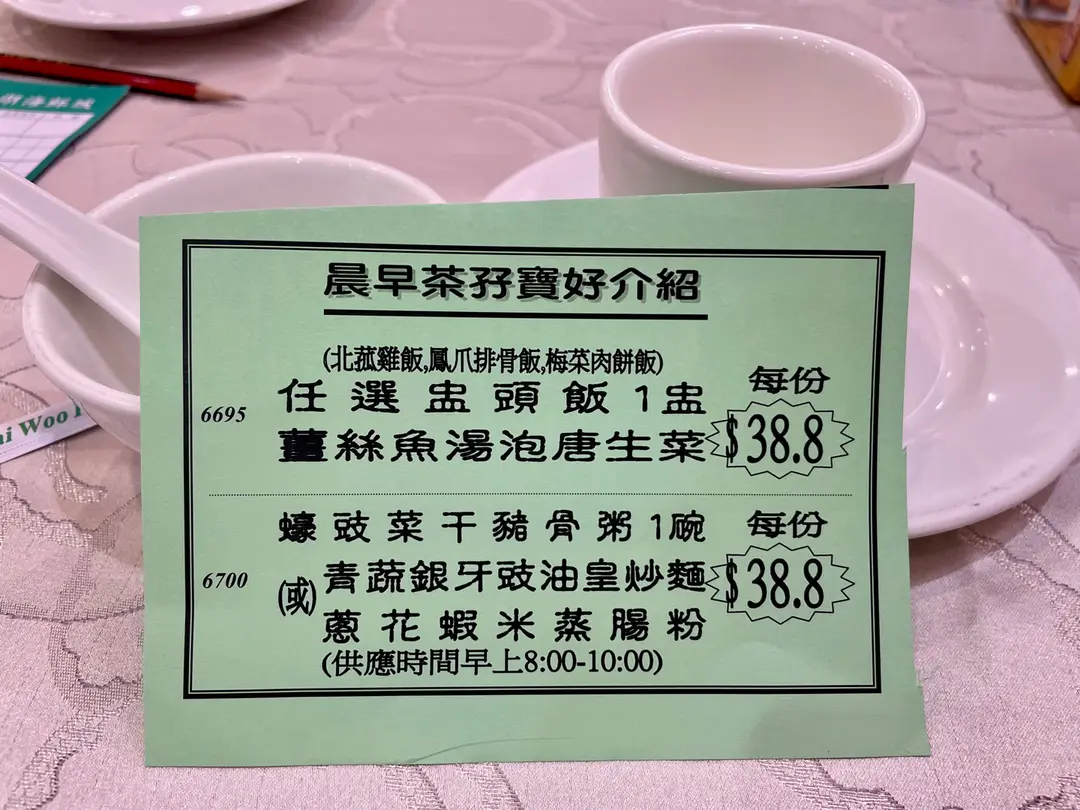 晨早茶孖寶好介紹
(北菰雞飯,鳳爪排骨飯,梅菜肉餅飯)
6695
任選盅頭飯1盅
薑絲魚湯泡唐生菜
每份
$38.8
6700
蠔豉菜干豬骨粥1碗
(或)
青蔬銀牙豉油皇炒麵
蔥花蝦米蒸腸粉
每份
$38.8
(供應時間早上8:00-10:00)
海鮮城
Woo